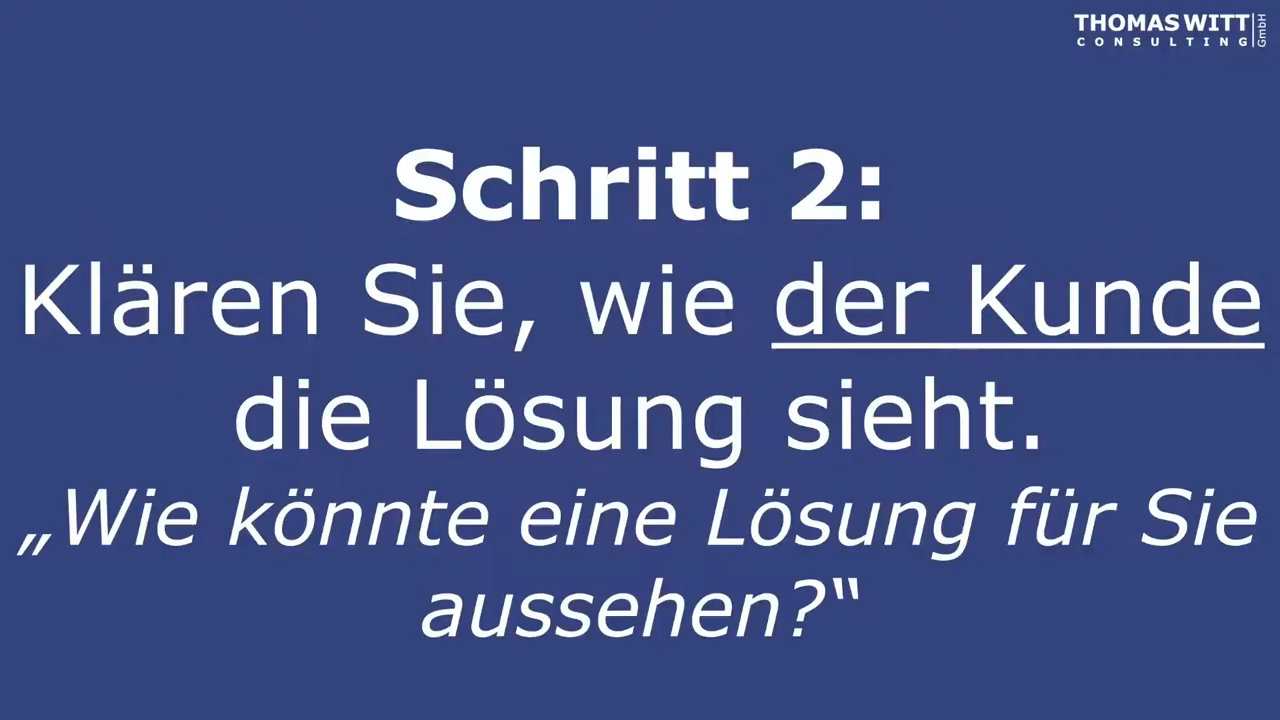 THOMAS WITT GmbH
CONSULTING
Schritt 2:
Klären Sie, wie der Kunde
die Lösung sieht.
„Wie könnte eine Lösung für Sie
aussehen?“